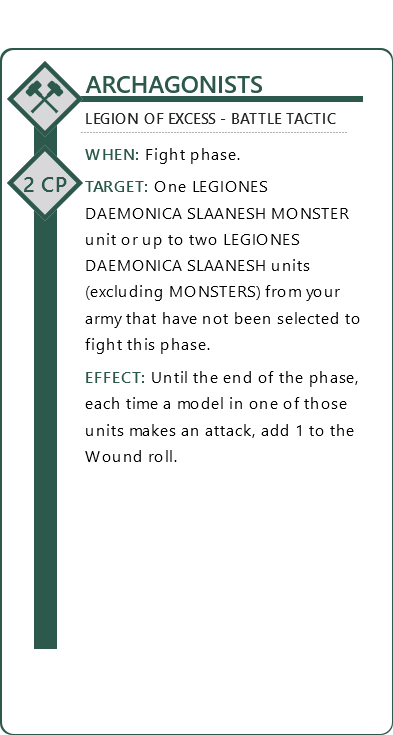 ARCHAGONISTS
LEGION OF EXCESS - BATTLE TACTIC
2 CP
WHEN: Fight phase.
TARGET: One LEGIONES
DAEMONICA SLAANESH MONSTER
unit or up to two LEGIONES
DAEMONICA SLAANESH units
(excluding MONSTERS) from your
army that have not been selected to
fight this phase.
EFFECT: Until the end of the phase,
each time a model in one of those
units makes an attack, add 1 to the
Wound roll.